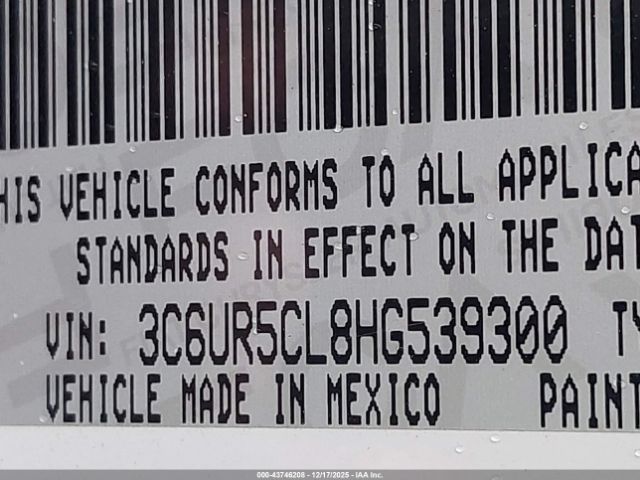 HIS VEHICLE CONFORMS TO ALL APPLICA
STANDARDS IN EFFECT ON THE DAT
VIN: 3C6UR5CL8HG539300 TY
VEHICLE MADE IN MEXICO PAINT
000-43746208 - 12/17/2025 - IAA Inc.